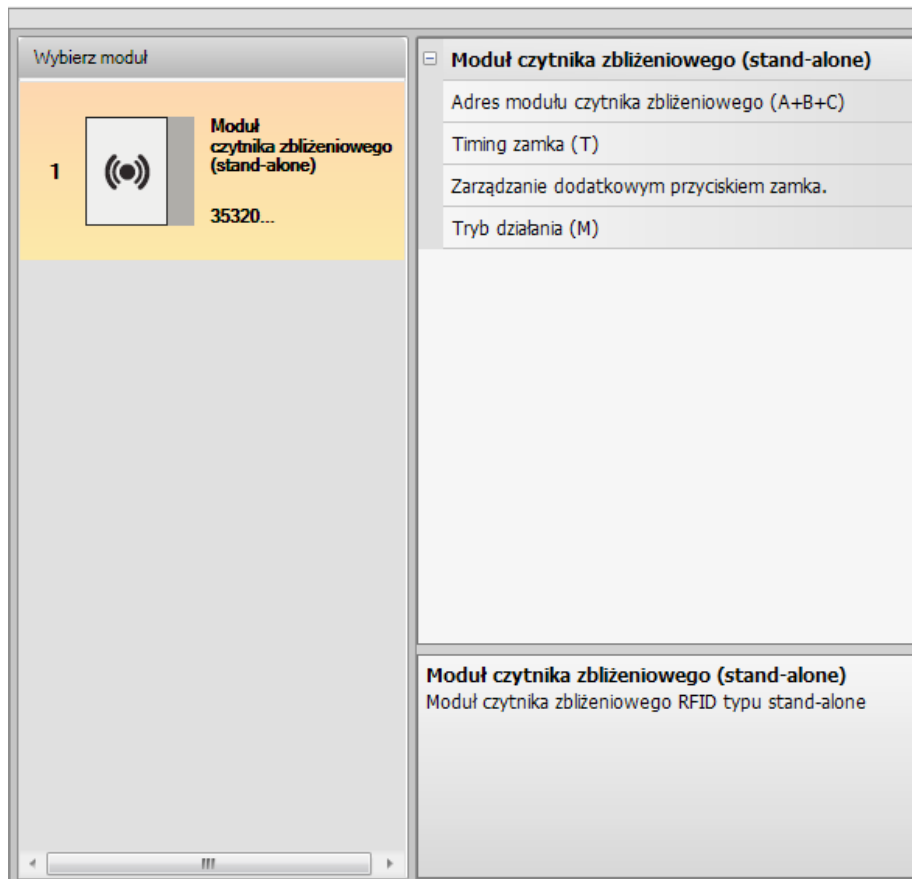 Wybierz moduł
1
Moduł
czytnika zbliżeniowego
(stand-alone)
35320...
Moduł czytnika zbliżeniowego (stand-alone)
Adres modułu czytnika zbliżeniowego (A+B+C)
Timing zamka (T)
Zarządzanie dodatkowym przyciskiem zamka.
Tryb działania (M)
Moduł czytnika zbliżeniowego (stand-alone)
Moduł czytnika zbliżeniowego RFID typu stand-alone